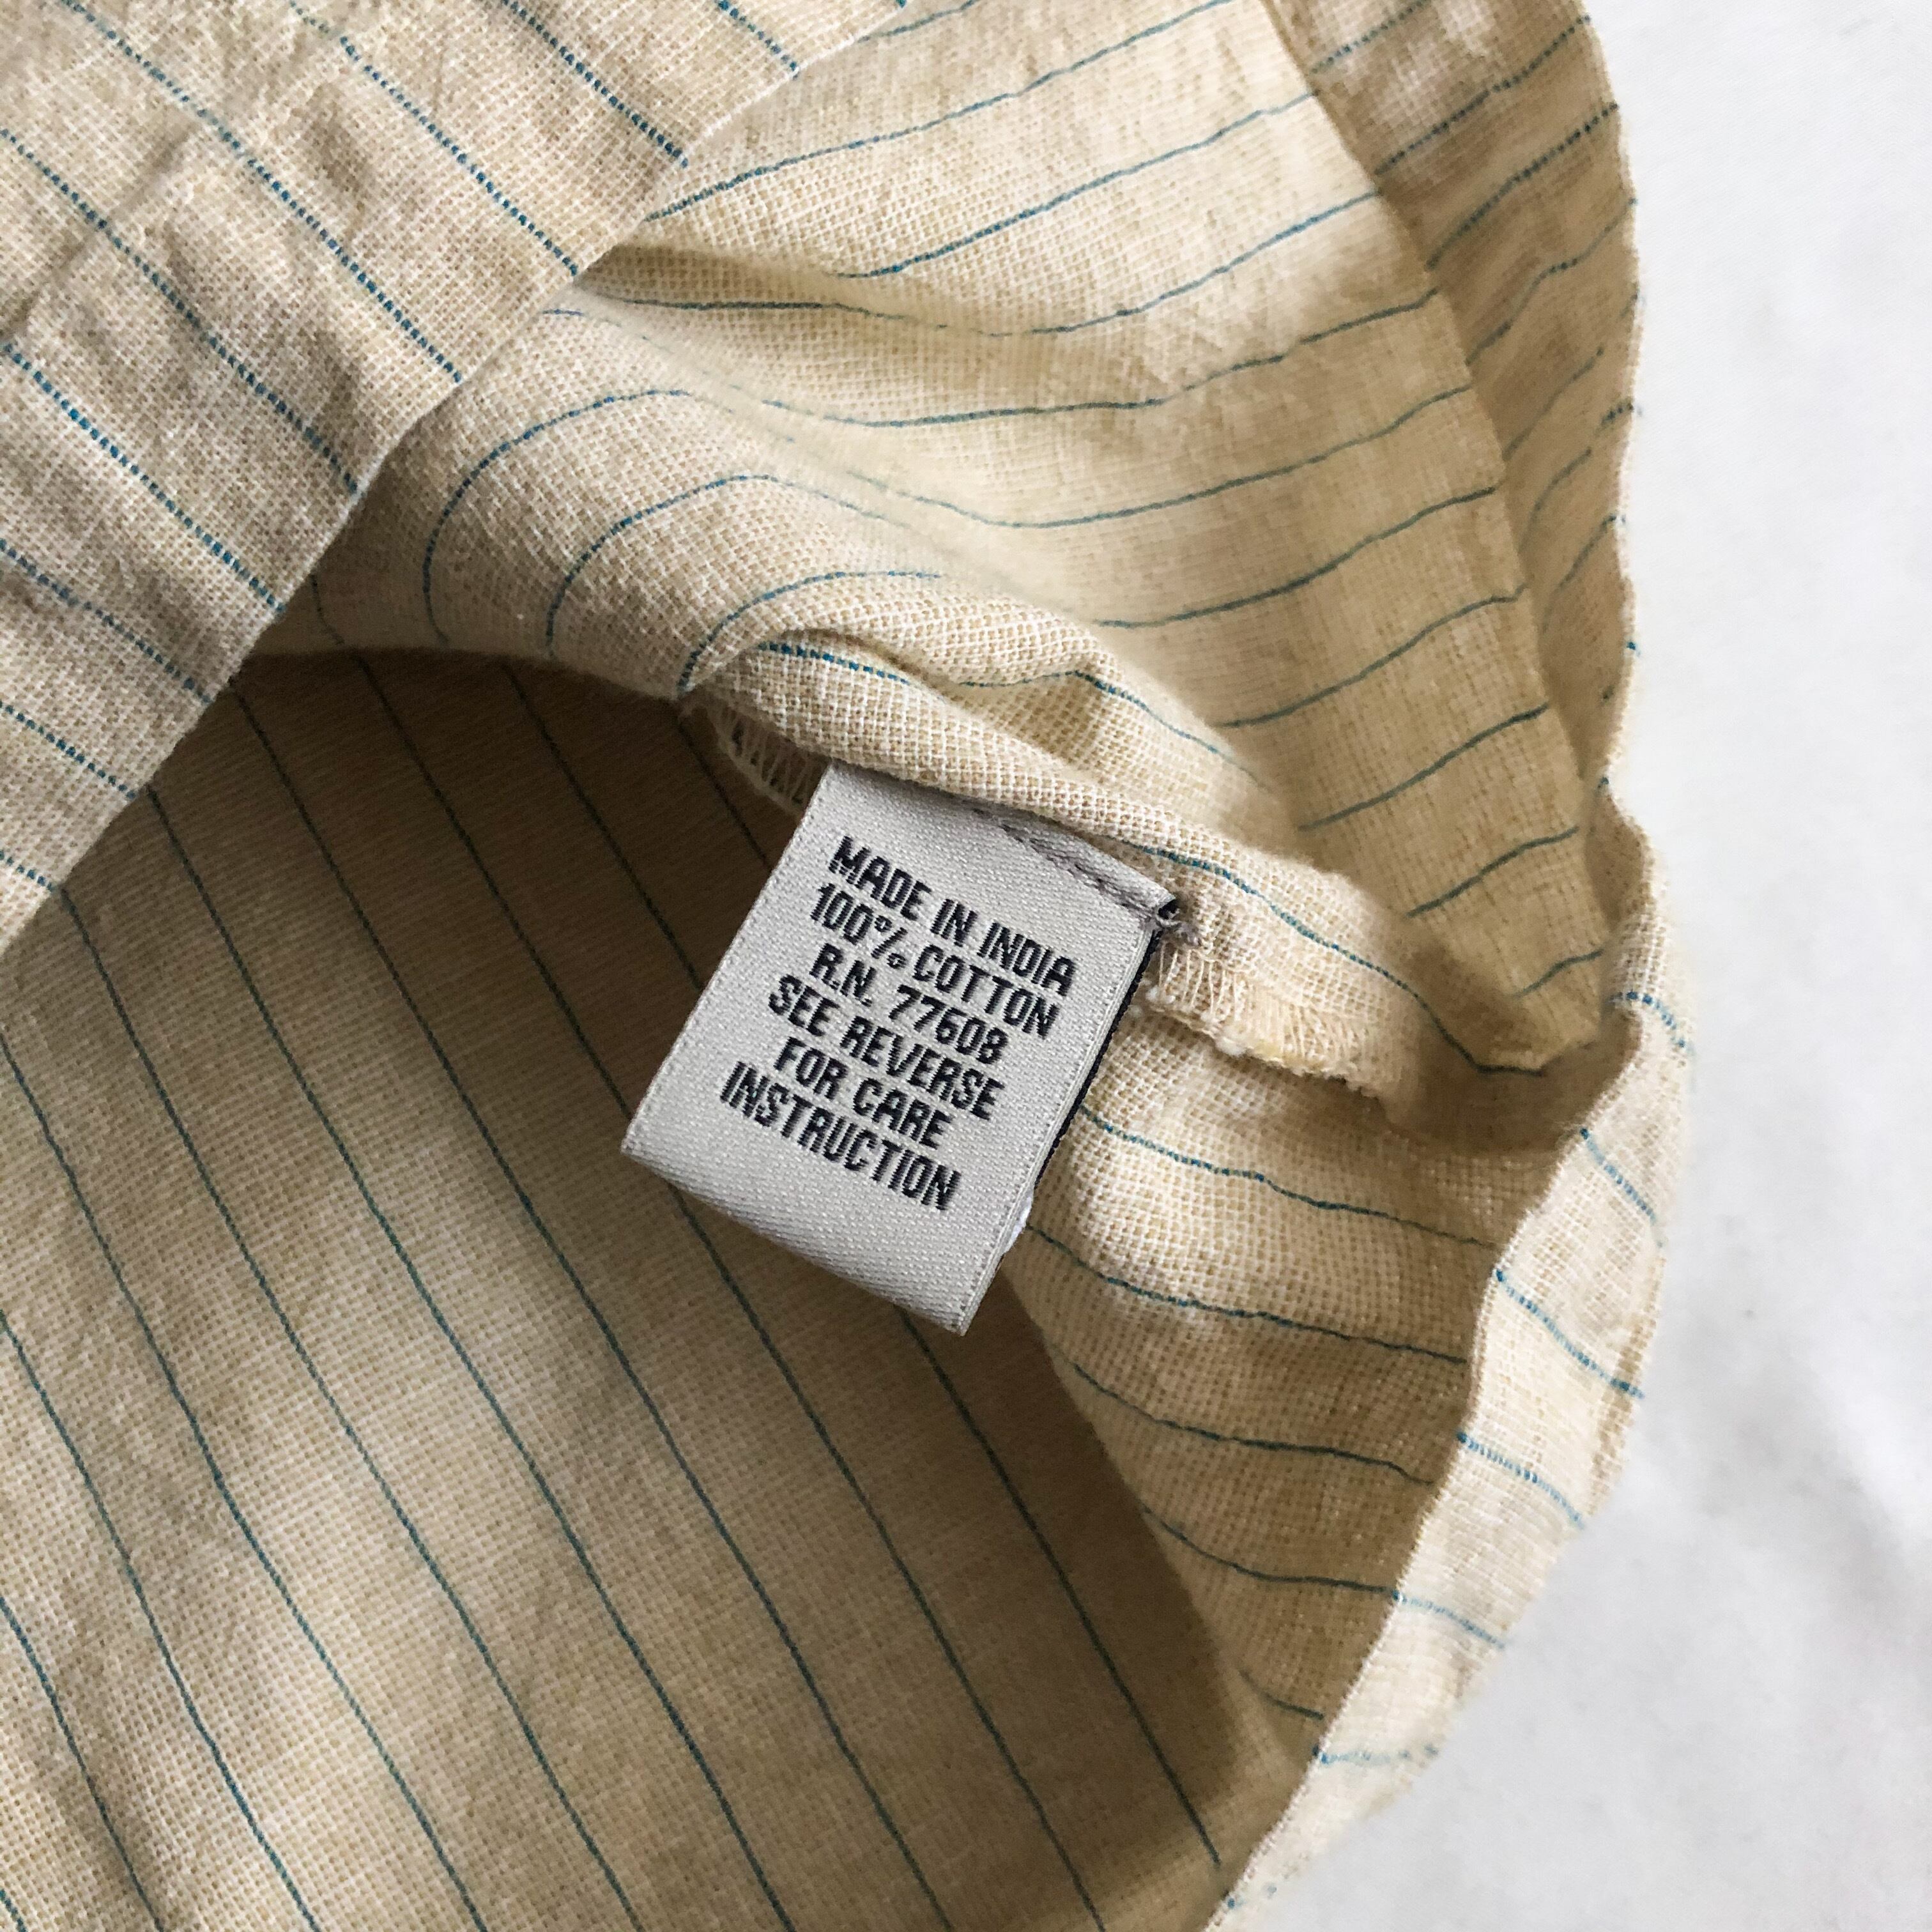 MADE IN INDIA
100% COTTON
R.N. 77608
SEE REVERSE
FOR CARE
INSTRUCTION